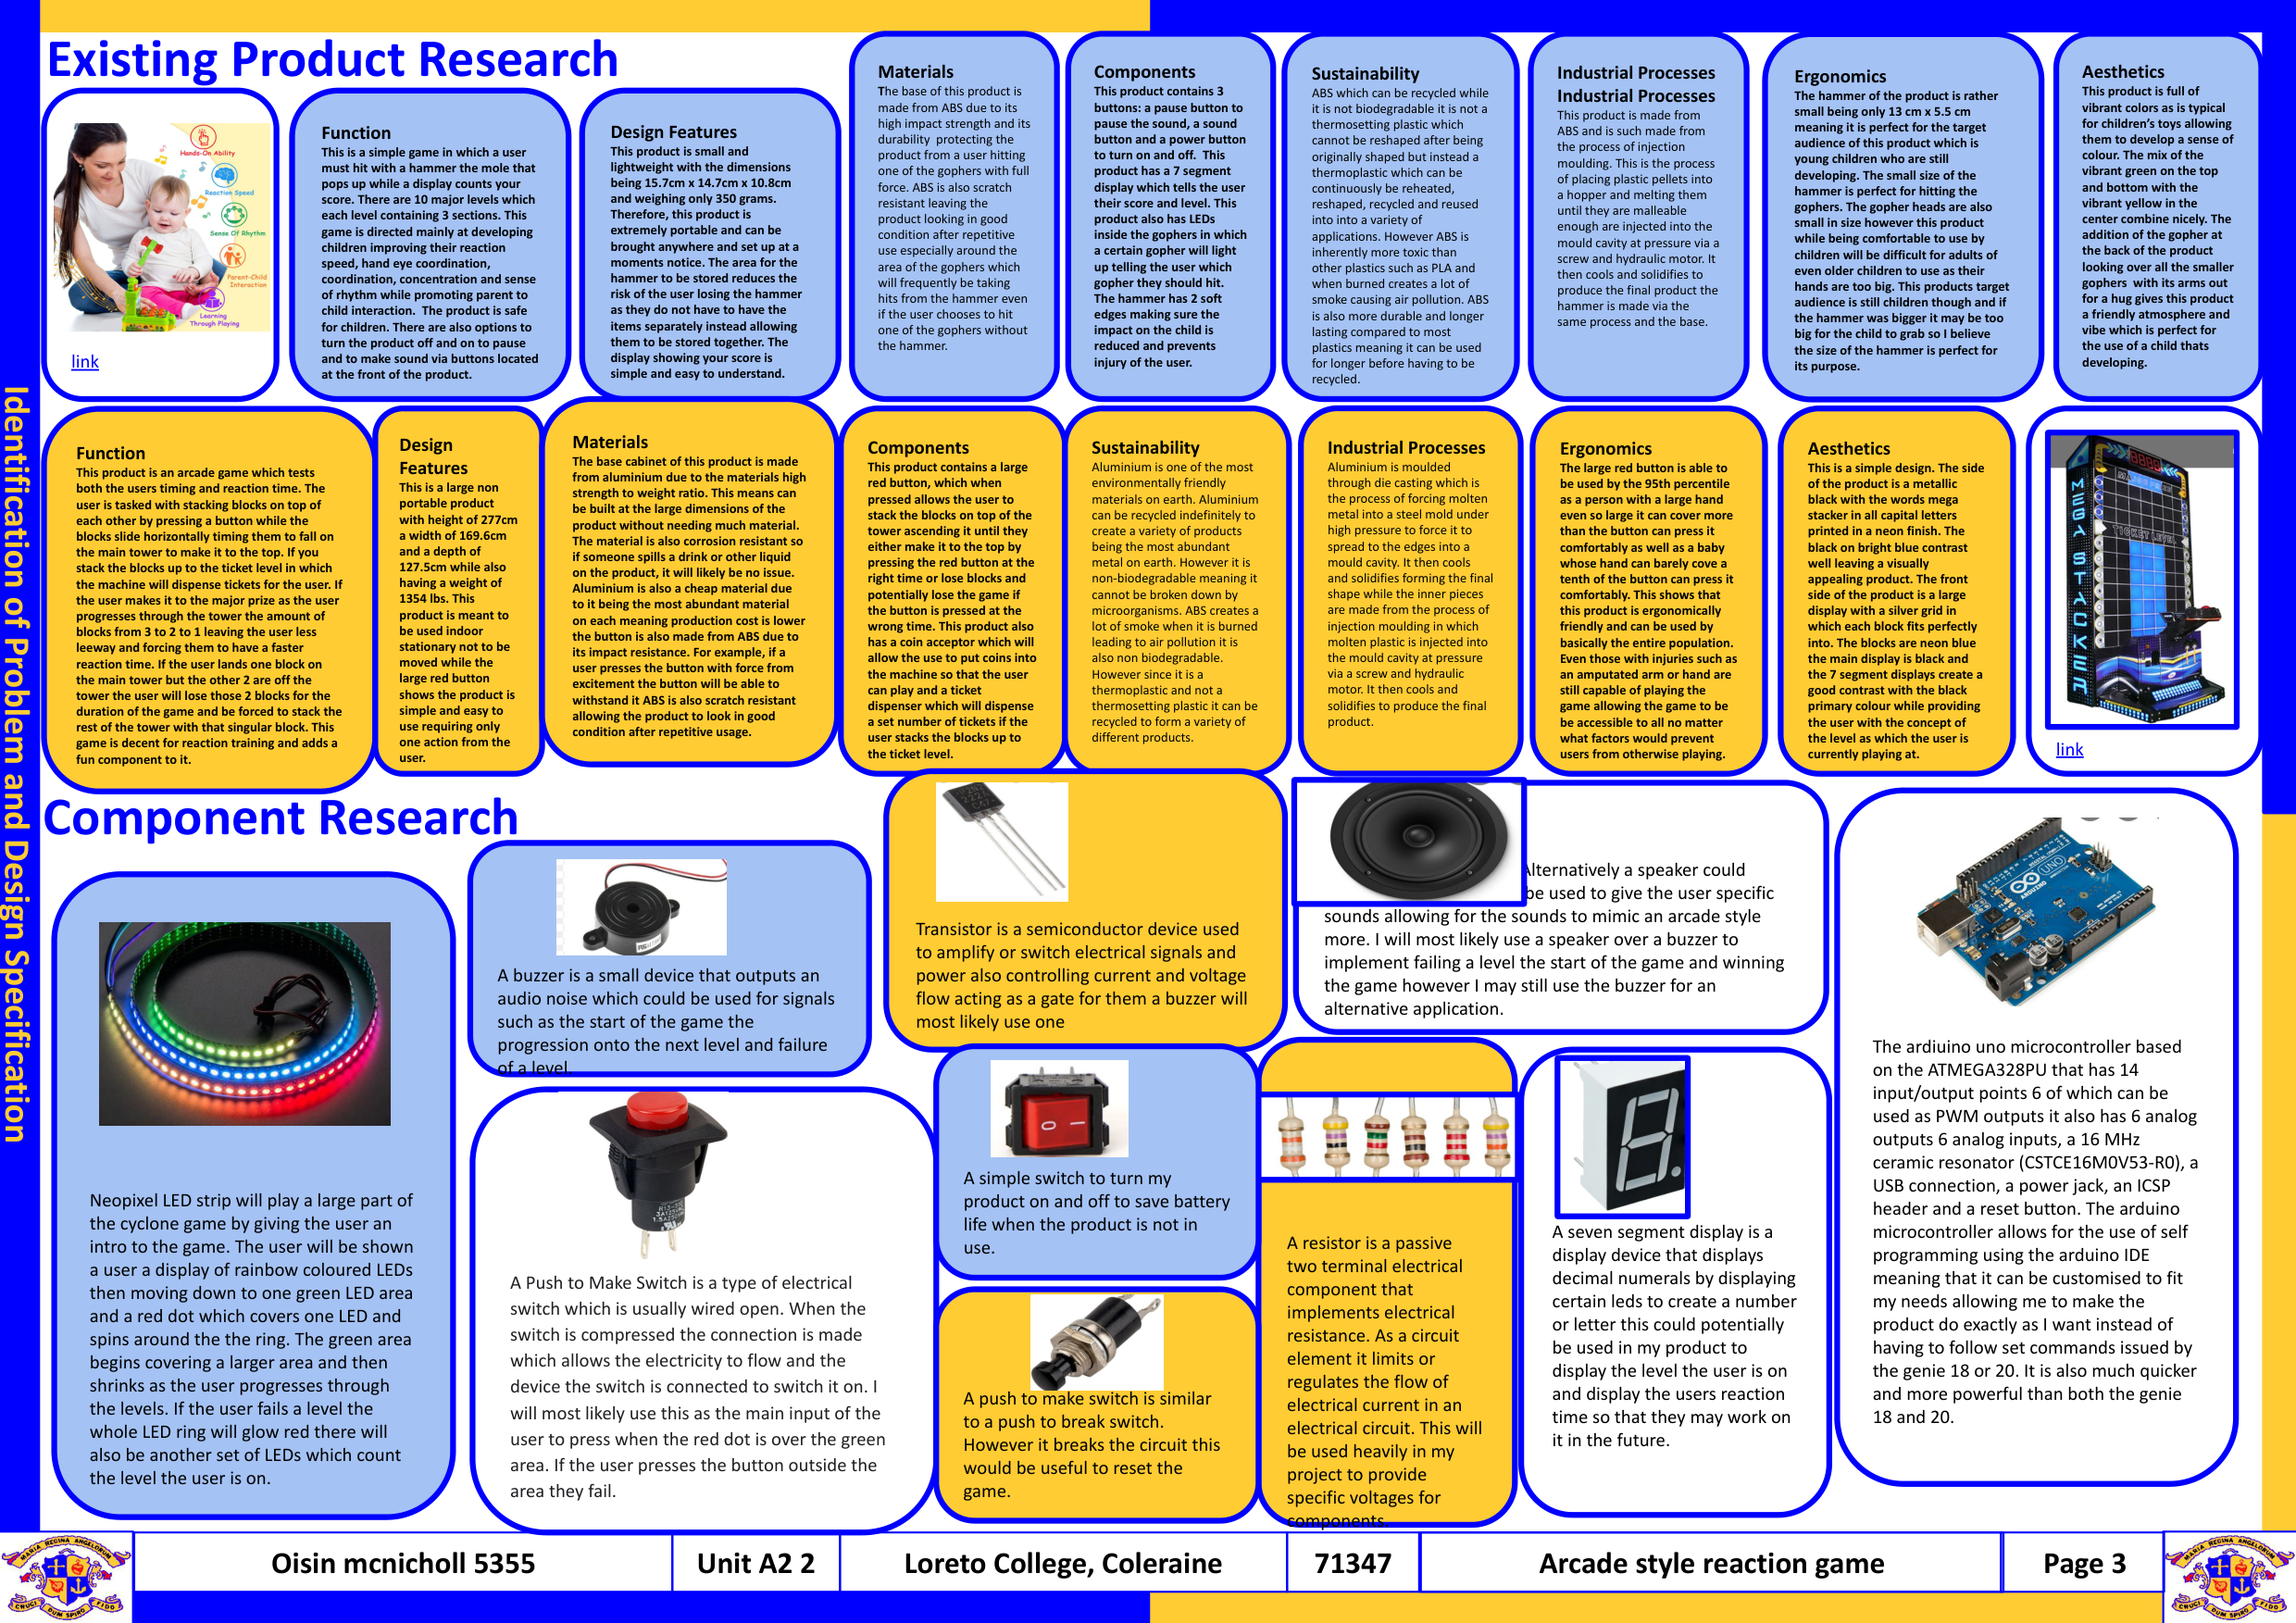 Existing Product Research
Hands-On Ability
Reaction Speed
Sense Of Rhythm
Parent-Child
Interaction
Learning
Through Playing
link
Function
This is a simple game in which a user
must hit with a hammer the mole that
pops up while a display counts your
score. There are 10 major levels which
each level containing 3 sections. This
game is directed mainly at developing
children improving their reaction
speed, hand eye coordination,
coordination, concentration and sense
of rhythm while promoting parent to
child interaction. The product is safe
for children. There are also options to
turn the product off and on to pause
and to make sound via buttons located
at the front of the product.
Design Features
This product is small and
lightweight with the dimensions
being 15.7cm x 14.7cm x 10.8cm
and weighing only 350 grams.
Therefore, this product is
extremely portable and can be
brought anywhere and set up at a
moments notice. The area for the
hammer to be stored reduces the
risk of the user losing the hammer
as they do not have to have the
items separately instead allowing
them to be stored together. The
display showing your score is
simple and easy to understand.
Materials
The base of this product is
made from ABS due to its
high impact strength and its
durability protecting the
product from a user hitting
one of the gophers with full
force. ABS is also scratch
resistant leaving the
product looking in good
condition after repetitive
use especially around the
area of the gophers which
will frequently be taking
hits from the hammer even
if the user chooses to hit
one of the gophers without
the hammer.
Components
This product contains 3
buttons: a pause button to
pause the sound, a sound
button and a power button
to turn on and off. This
product has a 7 segment
display which tells the user
their score and level. This
product also has LEDs
inside the gophers in which
a certain gopher will light
up telling the user which
gopher they should hit.
The hammer has 2 soft
edges making sure the
impact on the child is
reduced and prevents
injury of the user.
Sustainability
ABS which can be recycled while
it is not biodegradable it is not a
thermosetting plastic which
cannot be reshaped after being
originally shaped but instead a
thermoplastic which can be
continuously be reheated,
reshaped, recycled and reused
into into a variety of
applications. However ABS is
inherently more toxic than
other plastics such as PLA and
when burned creates a lot of
smoke causing air pollution. ABS
is also more durable and longer
lasting compared to most
plastics meaning it can be used
for longer before having to be
recycled.
Industrial Processes
Industrial Processes
This product is made from
ABS and is such made from
the process of injection
moulding. This is the process
of placing plastic pellets into
a hopper and melting them
until they are malleable
enough are injected into the
mould cavity at pressure via a
screw and hydraulic motor. It
then cools and solidifies to
produce the final product the
hammer is made via the
same process and the base.
Ergonomics
The hammer of the product is rather
small being only 13 cm x 5.5 cm
meaning it is perfect for the target
audience of this product which is
young children who are still
developing. The small size of the
hammer is perfect for hitting the
gophers. The gopher heads are also
small in size however this product
while being comfortable to use by
children will be difficult for adults of
even older children to use as their
hands are too big. This products target
audience is still children though and if
the hammer was bigger it may be too
big for the child to grab so I believe
the size of the hammer is perfect for
its purpose.
Aesthetics
This product is full of
vibrant colors as is typical
for children's toys allowing
them to develop a sense of
colour. The mix of the
vibrant green on the top
and bottom with the
vibrant yellow in the
center combine nicely. The
addition of the gopher at
the back of the product
looking over all the smaller
gophers with its arms out
for a hug gives this product
a friendly atmosphere and
vibe which is perfect for
the use of a child thats
developing.
Identification of Problem and Design Specification
Function
This product is an arcade game which tests
both the users timing and reaction time. The
user is tasked with stacking blocks on top of
each other by pressing a button while the
blocks slide horizontally timing them to fall on
the main tower to make it to the top. If you
stack the blocks up to the ticket level in which
the machine will dispense tickets for the user. If
the user makes it to the major prize as the user
progresses through the tower the amount of
blocks from 3 to 2 to 1 leaving the user less
leeway and forcing them to have a faster
reaction time. If the user lands one block on
the main tower but the other 2 are off the
tower the user will lose those 2 blocks for the
duration of the game and be forced to stack the
rest of the tower with that singular block. This
game is decent for reaction training and adds a
fun component to it.
Design
Features
This is a large non
portable product
with height of 277cm
a width of 169.6cm
and a depth of
127.5cm while also
having a weight of
1354 lbs. This
product is meant to
be used indoor
stationary not to be
moved while the
large red button
shows the product is
simple and easy to
use requiring only
one action from the
user.
Materials
The base cabinet of this product is made
from aluminium due to the materials high
strength to weight ratio. This means can
be built at the large dimensions of the
product without needing much material.
The material is also corrosion resistant so
if someone spills a drink or other liquid
on the product, it will likely be no issue.
Aluminium is also a cheap material due
to it being the most abundant material
on each meaning production cost is lower
the button is also made from ABS due to
its impact resistance. For example, if a
user presses the button with force from
excitement the button will be able to
withstand it ABS is also scratch resistant
allowing the product to look in good
condition after repetitive usage.
Components
This product contains a large
red button, which when
pressed allows the user to
stack the blocks on top of the
tower ascending it until they
either make it to the top by
pressing the red button at the
right time or lose blocks and
potentially lose the game if
the button is pressed at the
wrong time. This product also
has a coin acceptor which will
allow the use to put coins into
the machine so that the user
can play and a ticket
dispenser which will dispense
a set number of tickets if the
user stacks the blocks up to
the ticket level.
Sustainability
Aluminium is one of the most
environmentally friendly
materials on earth. Aluminium
can be recycled indefinitely to
create a variety of products
being the most abundant
metal on earth. However it is
non-biodegradable meaning it
cannot be broken down by
microorganisms. ABS creates a
lot of smoke when it is burned
leading to air pollution it is
also non biodegradable.
However since it is a
thermoplastic and not a
thermosetting plastic it can be
recycled to form a variety of
different products.
Industrial Processes
Aluminium is moulded
through die casting which is
the process of forcing molten
metal into a steel mold under
high pressure to force it to
spread to the edges into a
mould cavity. It then cools
and solidifies forming the final
shape while the inner pieces
are made from the process of
injection moulding in which
molten plastic is injected into
the mould cavity at pressure
via a screw and hydraulic
motor. It then cools and
solidifies to produce the final
product.
Ergonomics
The large red button is able to
be used by the 95th percentile
as a person with a large hand
even so large it can cover more
than the button can press it
comfortably as well as a baby
whose hand can barely cove a
tenth of the button can press it
comfortably. This shows that
this product is ergonomically
friendly and can be used by
basically the entire population.
Even those with injuries such as
an amputated arm or hand are
still capable of playing the
game allowing the game to be
be accessible to all no matter
what factors would prevent
users from otherwise playing.
Aesthetics
This is a simple design. The side
of the product is a metallic
black with the words mega
stacker in all capital letters
printed in a neon finish. The
black on bright blue contrast
well leaving a visually
appealing product. The front
side of the product is a large
display with a silver grid in
which each block fits perfectly
into. The blocks are neon blue
the main display is black and
the 7 segment displays create a
good contrast with the black
primary colour while providing
the user with the concept of
the level as which the user is
currently playing at.
MEGA STACKER
TICKET LEVEL
link
Component Research
Neopixel LED strip will play a large part of
the cyclone game by giving the user an
intro to the game. The user will be shown
a user a display of rainbow coloured LEDs
then moving down to one green LED area
and a red dot which covers one LED and
spins around the the ring. The green area
begins covering a larger area and then
shrinks as the user progresses through
the levels. If the user fails a level the
whole LED ring will glow red there will
also be another set of LEDs which count
the level the user is on.
A buzzer is a small device that outputs an
audio noise which could be used for signals
such as the start of the game the
progression onto the next level and failure
of a level.
A Push to Make Switch is a type of electrical
switch which is usually wired open. When the
switch is compressed the connection is made
which allows the electricity to flow and the
device the switch is connected to switch it on. I
will most likely use this as the main input of the
user to press when the red dot is over the green
area. If the user presses the button outside the
area they fail.
Transistor is a semiconductor device used
to amplify or switch electrical signals and
power also controlling current and voltage
flow acting as a gate for them a buzzer will
most likely use one
A simple switch to turn my
product on and off to save battery
life when the product is not in
use.
A push to make switch is similar
to a push to break switch.
However it breaks the circuit this
would be useful to reset the
game.
Alternatively a speaker could
be used to give the user specific
sounds allowing for the sounds to mimic an arcade style
more. I will most likely use a speaker over a buzzer to
implement failing a level the start of the game and winning
the game however I may still use the buzzer for an
alternative application.
A resistor is a passive
two terminal electrical
component that
implements electrical
resistance. As a circuit
element it limits or
regulates the flow of
electrical current in an
electrical circuit. This will
be used heavily in my
project to provide
specific voltages for
components.
A seven segment display is a
display device that displays
decimal numerals by displaying
certain leds to create a number
or letter this could potentially
be used in my product to
display the level the user is on
and display the users reaction
time so that they may work on
it in the future.
UNO
The ardiuino uno microcontroller based
on the ATMEGA328PU that has 14
input/output points 6 of which can be
used as PWM outputs it also has 6 analog
outputs 6 analog inputs, a 16 MHz
ceramic resonator (CSTCE16M0V53-R0), a
USB connection, a power jack, an ICSP
header and a reset button. The arduino
microcontroller allows for the use of self
programming using the arduino IDE
meaning that it can be customised to fit
my needs allowing me to make the
product do exactly as I want instead of
having to follow set commands issued by
the genie 18 or 20. It is also much quicker
and more powerful than both the genie
18 and 20.
MARIA REGINA ANGELORUM
CRUCI DUM SPIRO FIDO
Oisin mcnicholl 5355
Unit A2 2
Loreto College, Coleraine
71347
Arcade style reaction game
Page 3
MARIA REGINA ANGELORUM
CRUCI DUM SPIRO FIDO